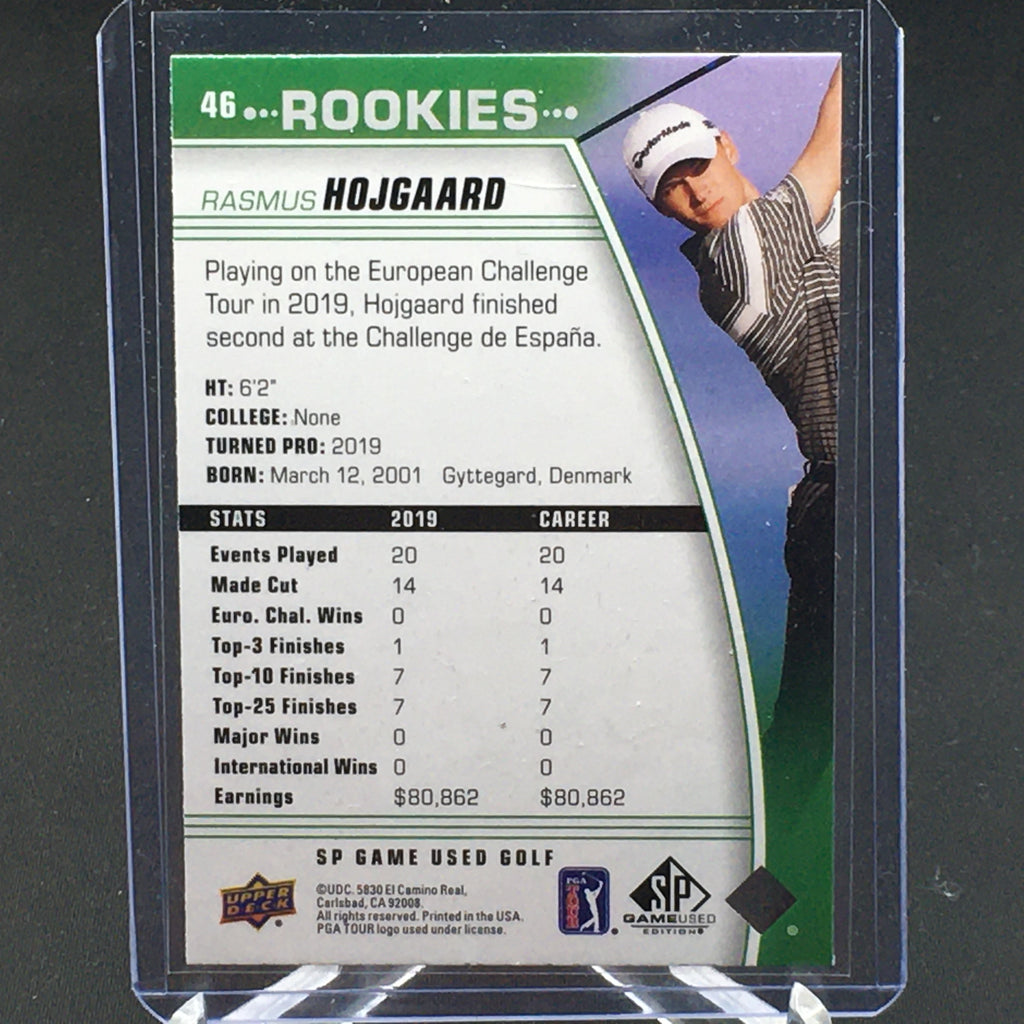 46 •••ROOKIES•••
TaylorMade
RASMUS HOJGAARD
Playing on the European Challenge
Tour in 2019, Hojgaard finished
second at the Challenge de España.
HT: 6'2"
COLLEGE: None
TURNED PRO: 2019
BORN: March 12, 2001 Gyttegard, Denmark
STATS 2019 CAREER
Events Played 20 20
Made Cut 14 14
Euro. Chal. Wins 0 0
Top-3 Finishes 1 1
Top-10 Finishes 7 7
Top-25 Finishes 7 7
Major Wins 0 0
International Wins 0 0
Earnings $80,862 $80,862
SP GAME USED GOLF
UPPER
DECK
©UDC. 5830 El Camino Real,
Carlsbad, CA 92008.
All rights reserved. Printed in the USA.
PGA TOUR logo used under license.
PGA
TOUR
SP
GAMEUSED
EDITION